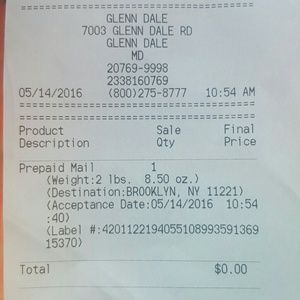 ====================================
GLENN DALE
7003 GLENN DALE RD
GLENN DALE
MD
20769-9998
2338160769
05/14/2016 (800)275-8777 10:54 AM
====================================
====================================
Product Sale Final
Description Qty Price
Prepaid Mail 1
(Weight:2 lbs. 8.50 oz.)
(Destination:BROOKLYN, NY 11221)
(Acceptance Date:05/14/2016 10:54
:40)
(Label #:42011221940551089935913​69
15370)
Total $0.00